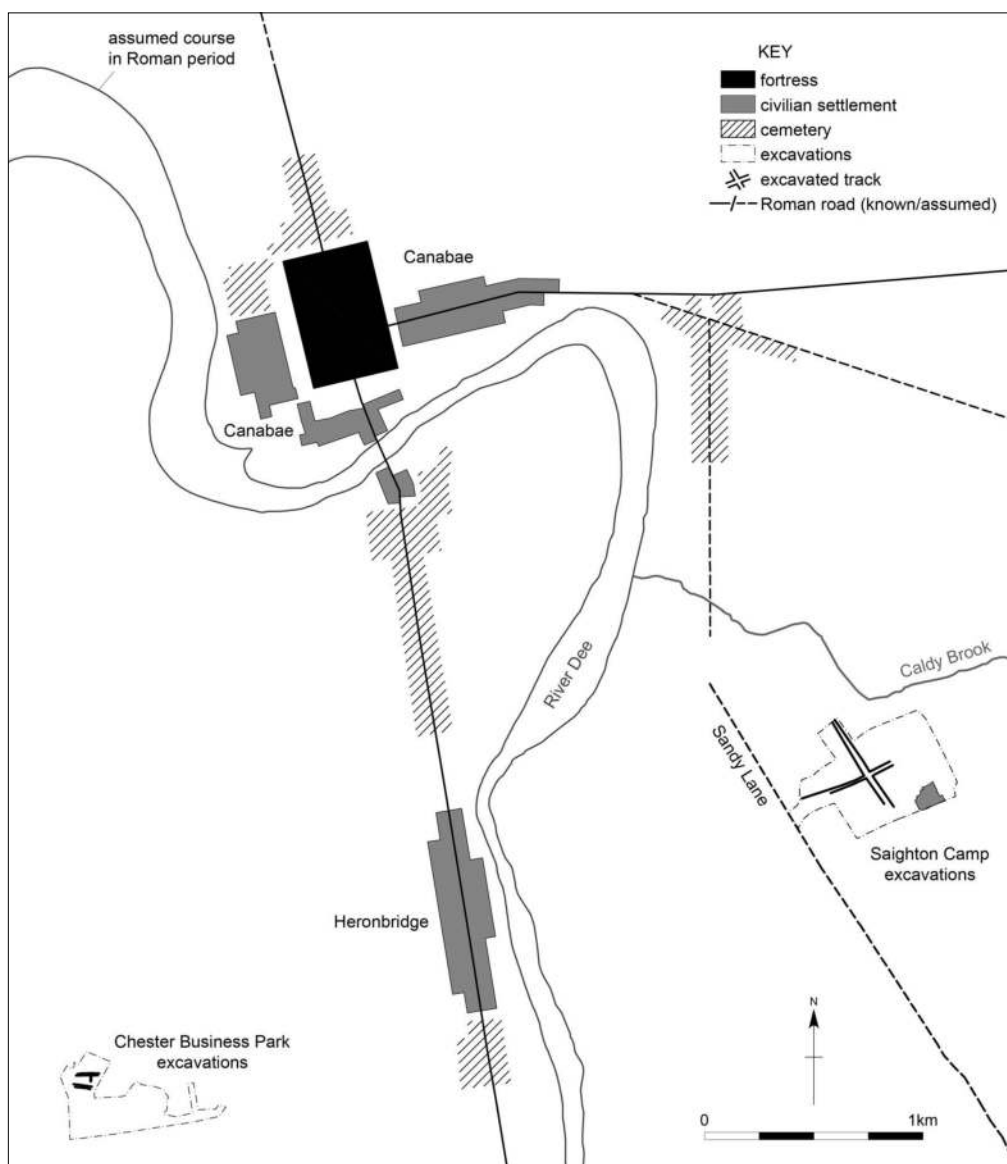 assumed course
in Roman period
KEY
fortress
civilian settlement
cemetery
excavations
excavated track
Roman road (known/assumed)
Canabae
Canabae
River Dee
Caldy Brook
Sandy Lane
Saighton Camp
excavations
Heronbridge
Chester Business Park
excavations
N
0 1km